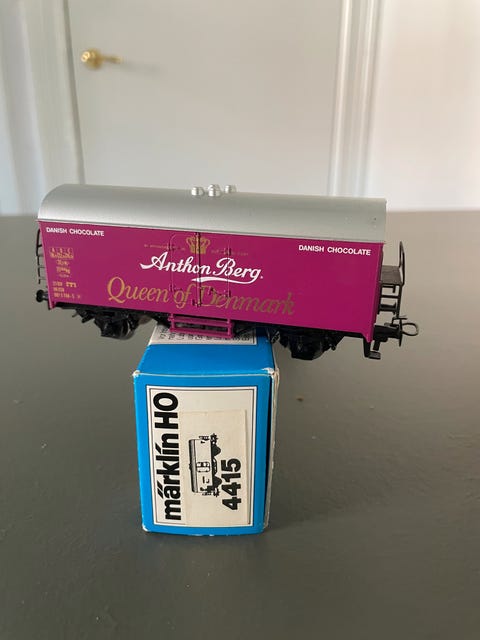 DANISH CHOCOLATE
DANISH CHOCOLATE
Anthon Berg.
Queen of Denmark
märklin HO
4415